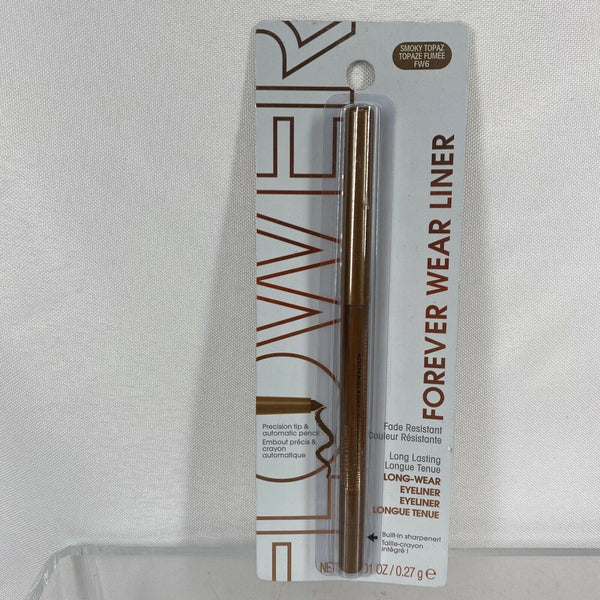 SMOKY TOPAZ
TOPAZE FUMÉE
FW6
FLOWER
FOREVER WEAR LINER
Precision tip &
automatic pencil
Embout précis &
crayon
automatique
Fade Resistant
Couleur Résistante
Long Lasting
Longue Tenue
LONG-WEAR
EYELINER
EYELINER
LONGUE TENUE
Built-in sharpener!
Taille-crayon
intégré !
NET 01 OZ / 0.27 g e